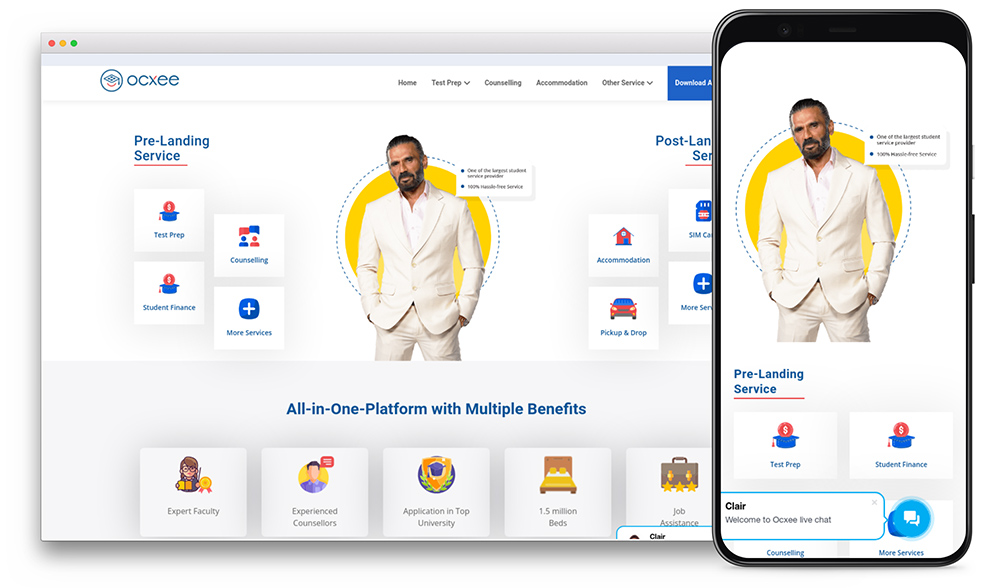 ocxee
Home Test Prep Counselling Accommodation Other Service Download A
Pre-Landing
Service
Test Prep
Counselling
Student Finance
More Services
One of the largest student
service provider
100% Hassle-free Service
Post-Lan
Ser
SIM Ca
Accommodation
More Serv
Pickup & Drop
All-in-One-Platform with Multiple Benefits
Expert Faculty
Experienced
Counsellors
Application in Top
University
1.5 million
Beds
Job
Assistance
Clair
One of the largest student
service provider
100% Hassle-free Service
Pre-Landing
Service
Test Prep
Student Finance
Clair
Welcome to Ocxee live chat
Counselling
More Services